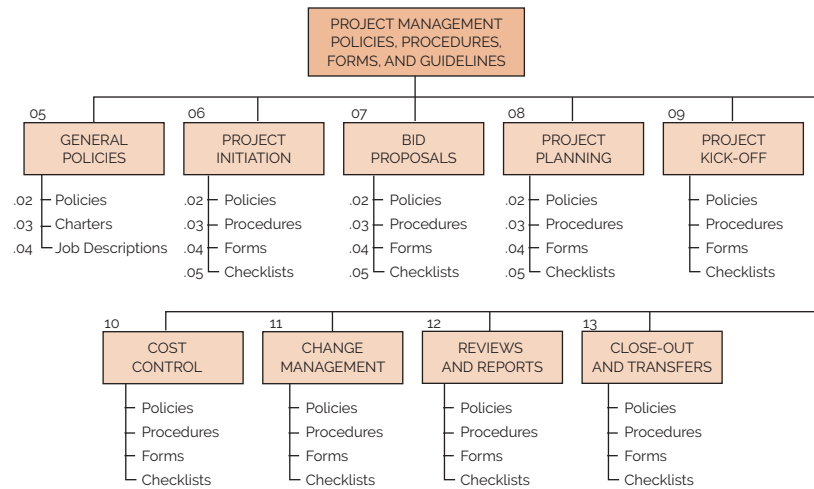 PROJECT MANAGEMENT
POLICIES, PROCEDURES,
FORMS, AND GUIDELINES
05
GENERAL
POLICIES
.02 Policies
.03 Charters
.04 Job Descriptions
06
PROJECT
INITIATION
.02 Policies
.03 Procedures
.04 Forms
.05 Checklists
07
BID
PROPOSALS
.02 Policies
.03 Procedures
.04 Forms
.05 Checklists
08
PROJECT
PLANNING
.02 Policies
.03 Procedures
.04 Forms
.05 Checklists
09
PROJECT
KICK-OFF
Policies
Procedures
Forms
Checklists
10
COST
CONTROL
Policies
Procedures
Forms
Checklists
11
CHANGE
MANAGEMENT
Policies
Procedures
Forms
Checklists
12
REVIEWS
AND REPORTS
Policies
Procedures
Forms
Checklists
13
CLOSE-OUT
AND TRANSFERS
Policies
Procedures
Forms
Checklists